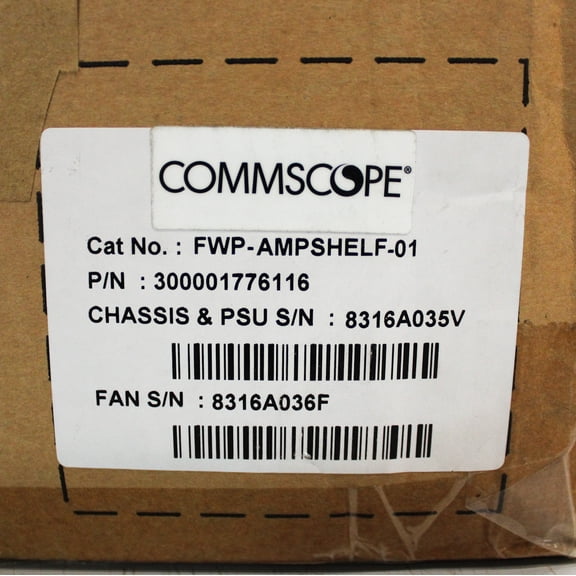 COMMSCOPE®
Cat No. : FWP-AMPSHELF-01
P/N : 300001776116
CHASSIS & PSU S/N : 8316A035V
FAN S/N : 8316A036F